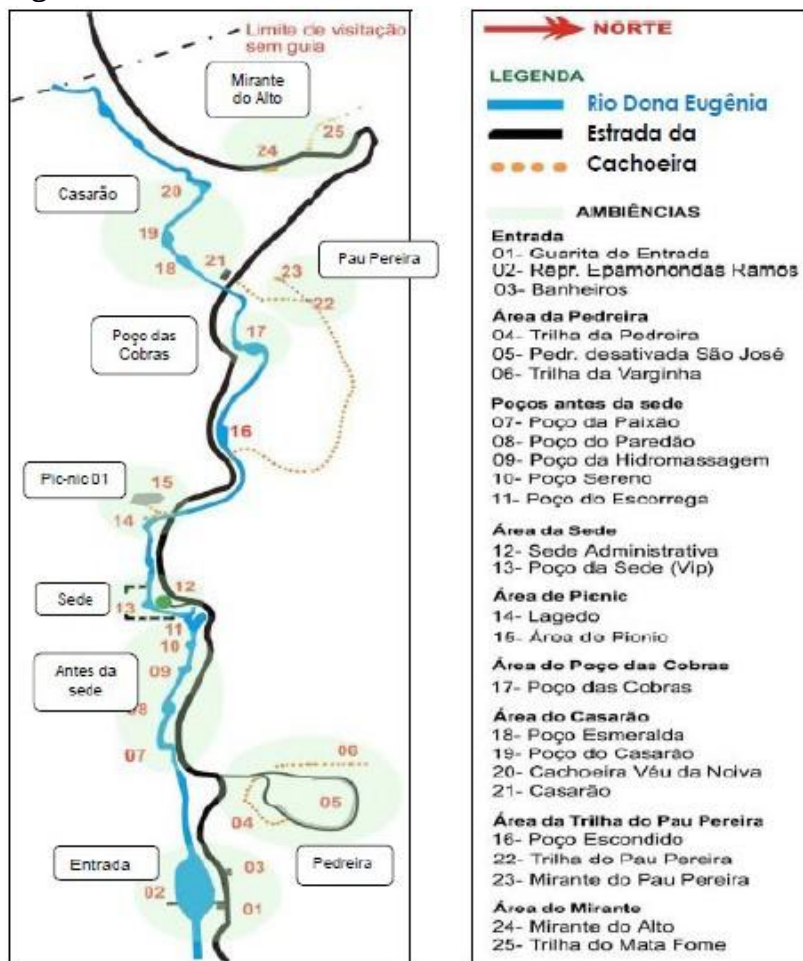 Limite de visitação
sem guia
Mirante
do Alto
25
24
Casarão
20
19
18
21
23
22
Pau Pereira
Poço das
Cobras
17
16
Pic-nic 01
15
14
Sede
12
13
11
10
Antes da
sede
09
08
07
06
05
04
Entrada
Pedreira
03
02
01
NORTE
LEGENDA
Rio Dona Eugênia
Estrada da
Cachoeira
AMBIÊNCIAS
Entrada
01- Guarita de Entrada
02- Repr. Epamonondas Ramos
03- Banheiros
Área da Pedreira
04- Trilha da Pedreira
05- Pedr. desativada São José
06- Trilha da Varginha
Poços antes da sede
07- Poço da Paixão
08- Poço do Paredão
09- Poço da Hidromassagem
10- Poço Sereno
11- Poço do Escorrega
Área da Sede
12- Sede Administrativa
13- Poço da Sede (Vip)
Área de Picnic
14- Lagedo
15- Área de Picnic
Área do Poço das Cobras
17- Poço das Cobras
Área do Casarão
18- Poço Esmeralda
19- Poço do Casarão
20- Cachoeira Véu da Noiva
21- Casarão
Área da Trilha do Pau Pereira
16- Poço Escondido
22- Trilha do Pau Pereira
23- Mirante do Pau Pereira
Área do Mirante
24- Mirante do Alto
25- Trilha do Mata Fome